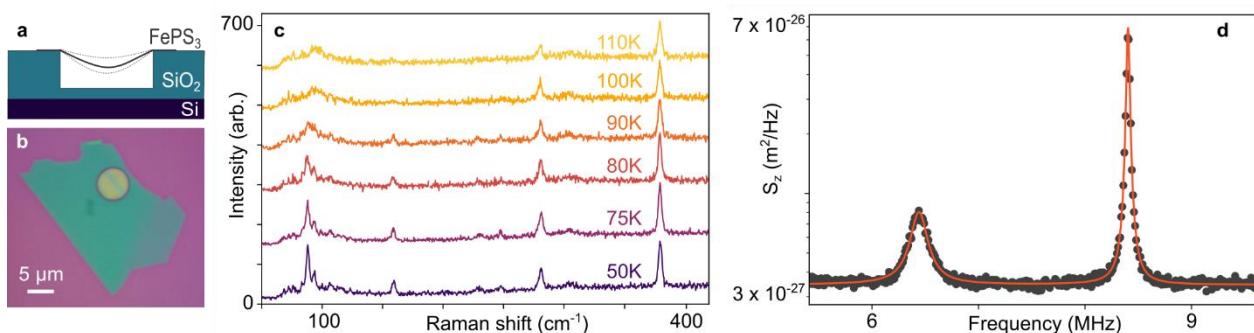 a
FePS₃
SiO₂
Si
b
5 μm
c
700
0
Intensity (arb.)
110K
100K
90K
80K
75K
50K
100
400
Raman shift (cm⁻¹)
d
7 x 10⁻²⁶
3 x 10⁻²⁷
S_z (m²/Hz)
6
9
Frequency (MHz)